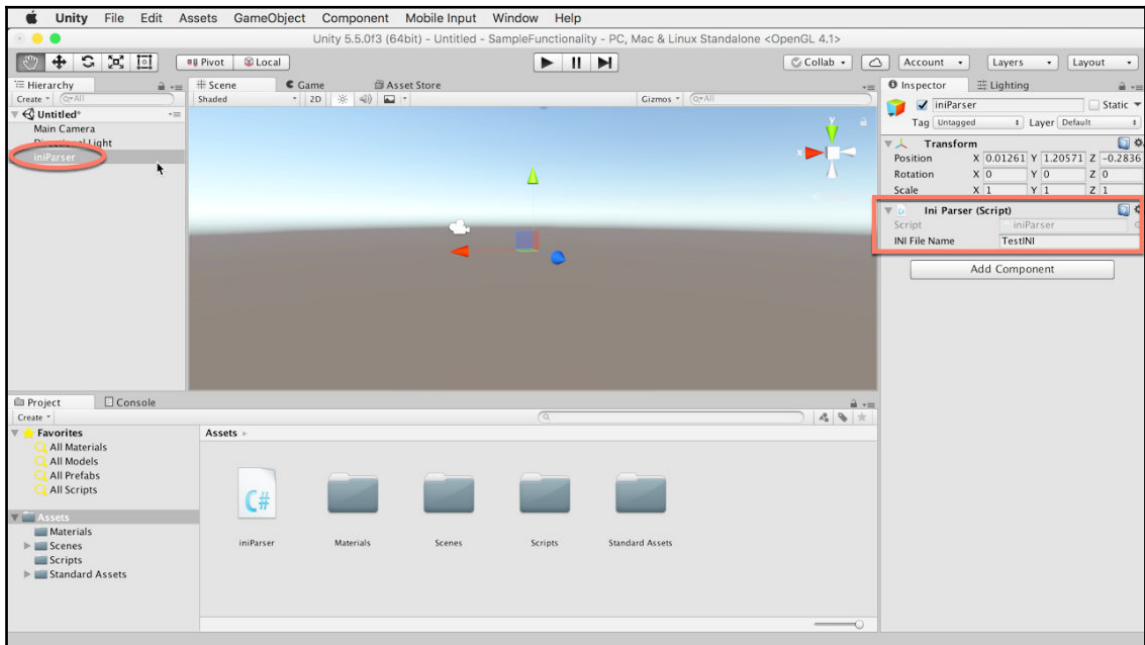 Unity File Edit Assets GameObject Component Mobile Input Window Help
Unity 5.5.0f3 (64bit) - Untitled - SampleFunctionality - PC, Mac & Linux Standalone <OpenGL 4.1>
Pivot Local Collab Account Layers Layout
Hierarchy
Create All
Untitled*
Main Camera
Directional Light
iniParser
Scene Game Asset Store
Shaded 2D Gizmos All
y
x
Inspector Lighting
iniParser Static
Tag Untagged Layer Default
Transform
Position X 0.01261 Y 1.20571 Z -0.2836
Rotation X 0 Y 0 Z 0
Scale X 1 Y 1 Z 1
Ini Parser (Script)
Script iniParser
INI File Name TestINI
Add Component
Project Console
Create
Favorites
All Materials
All Models
All Prefabs
All Scripts
Assets
Materials
Scenes
Scripts
Standard Assets
Assets
C#
iniParser Materials Scenes Scripts Standard Assets